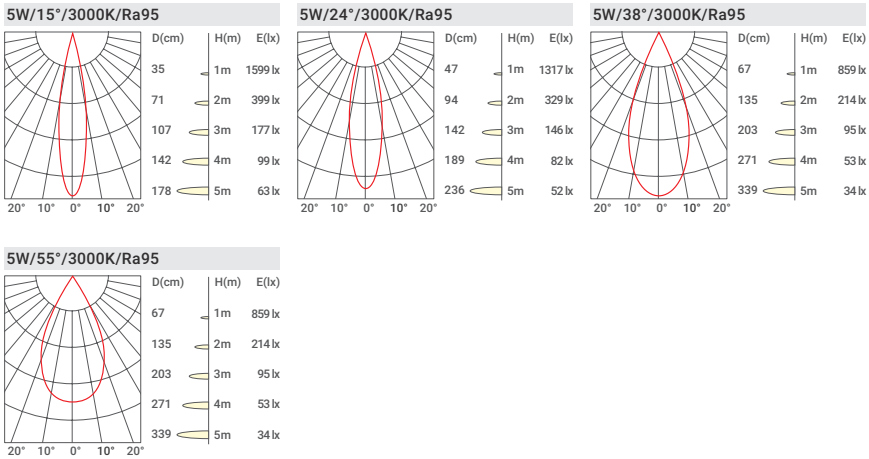 5W/15°/3000K/Ra95
D(cm) H(m) E(lx)
35 1m 1599 lx
71 2m 399 lx
107 3m 177 lx
142 4m 99 lx
178 5m 63 lx
20° 10° 0° 10° 20°
5W/24°/3000K/Ra95
D(cm) H(m) E(lx)
47 1m 1317 lx
94 2m 329 lx
142 3m 146 lx
189 4m 82 lx
236 5m 52 lx
20° 10° 0° 10° 20°
5W/38°/3000K/Ra95
D(cm) H(m) E(lx)
67 1m 859 lx
135 2m 214 lx
203 3m 95 lx
271 4m 53 lx
339 5m 34 lx
20° 10° 0° 10° 20°
5W/55°/3000K/Ra95
D(cm) H(m) E(lx)
67 1m 859 lx
135 2m 214 lx
203 3m 95 lx
271 4m 53 lx
339 5m 34 lx
20° 10° 0° 10° 20°